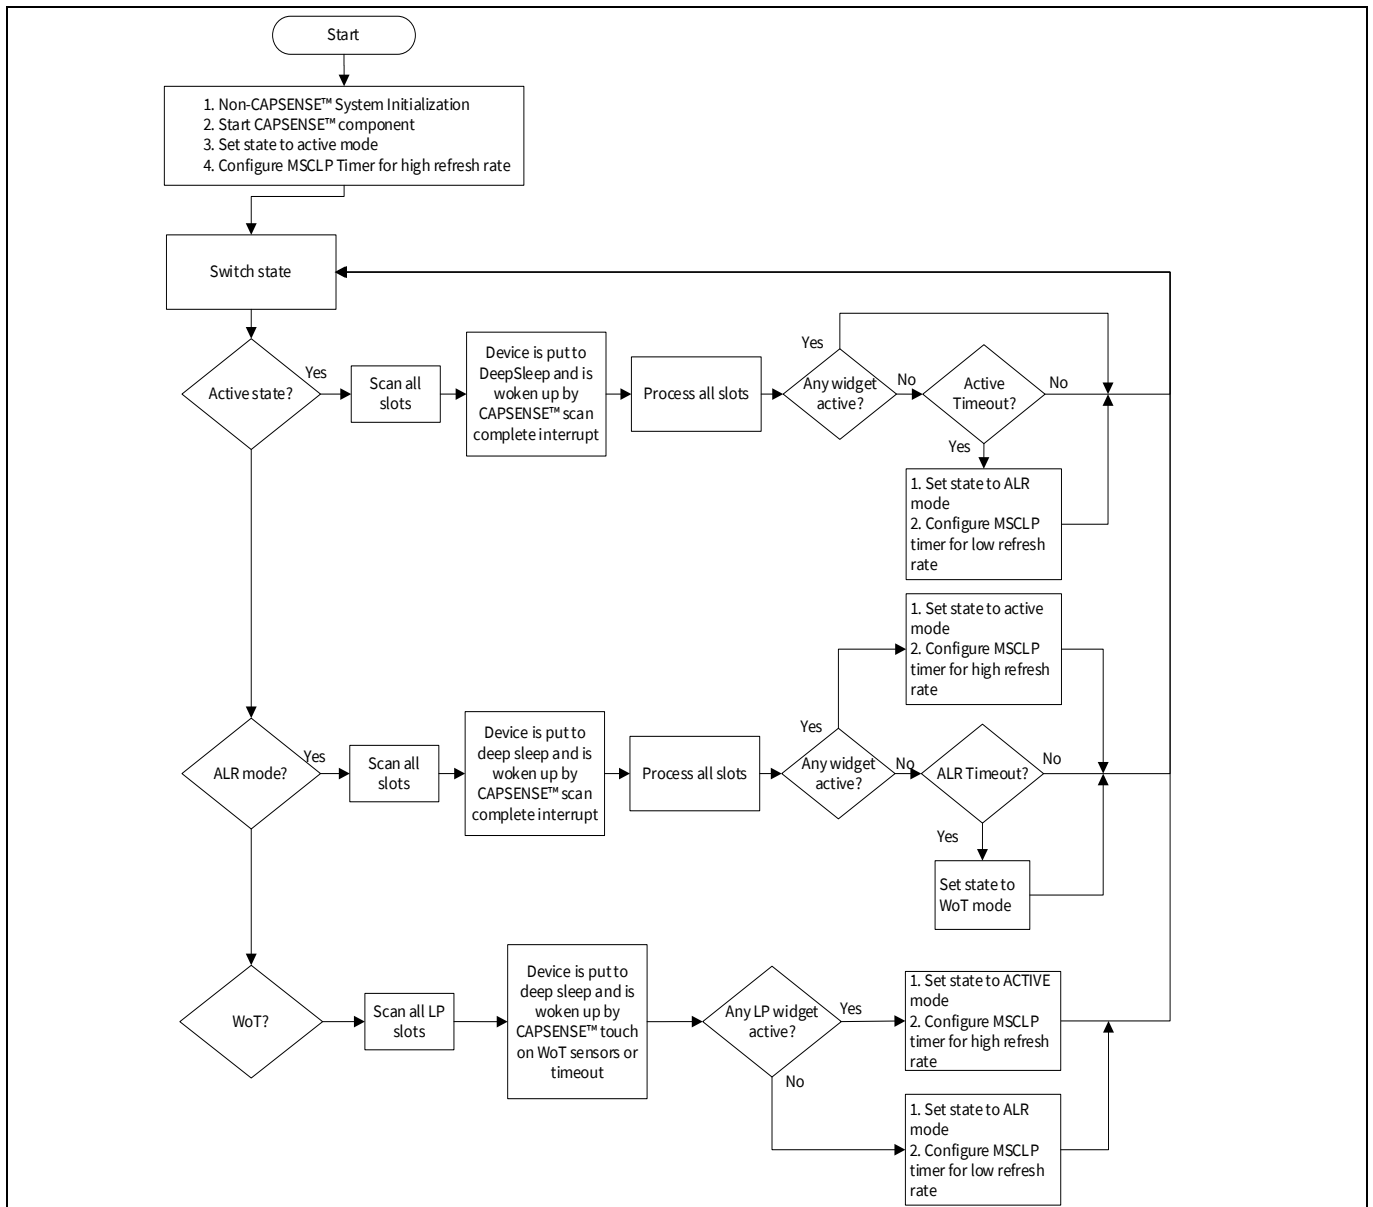 Start
1. Non-CAPSENSE™ System Initialization
2. Start CAPSENSE™ component
3. Set state to active mode
4. Configure MSCLP Timer for high refresh rate
Switch state
Active state?
Yes
Scan all
slots
Device is put to
DeepSleep and is
woken up by
CAPSENSE™ scan
complete interrupt
Process all slots
Yes
Any widget
active?
No
Active
Timeout?
No
Yes
1. Set state to ALR
mode
2. Configure MSCLP
timer for low refresh
rate
1. Set state to active
mode
2. Configure MSCLP
timer for high refresh
rate
ALR mode?
Yes
Scan all
slots
Device is put to
deep sleep and is
woken up by
CAPSENSE™ scan
complete interrupt
Process all slots
Yes
Any widget
active?
No
ALR Timeout?
No
Yes
Set state to
WoT mode
WoT?
Scan all LP
slots
Device is put to
deep sleep and is
woken up by
CAPSENSE™ touch
on WoT sensors or
timeout
Any LP widget
active?
Yes
No
1. Set state to ACTIVE
mode
2. Configure MSCLP
timer for high refresh
rate
1. Set state to ALR
mode
2. Configure MSCLP
timer for low refresh
rate